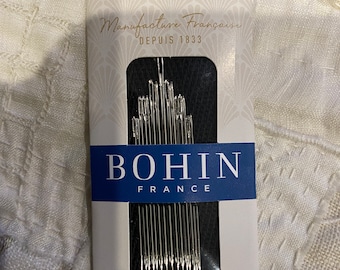 Manufacture Française
DEPUIS 1833
BOHIN
FRANCE